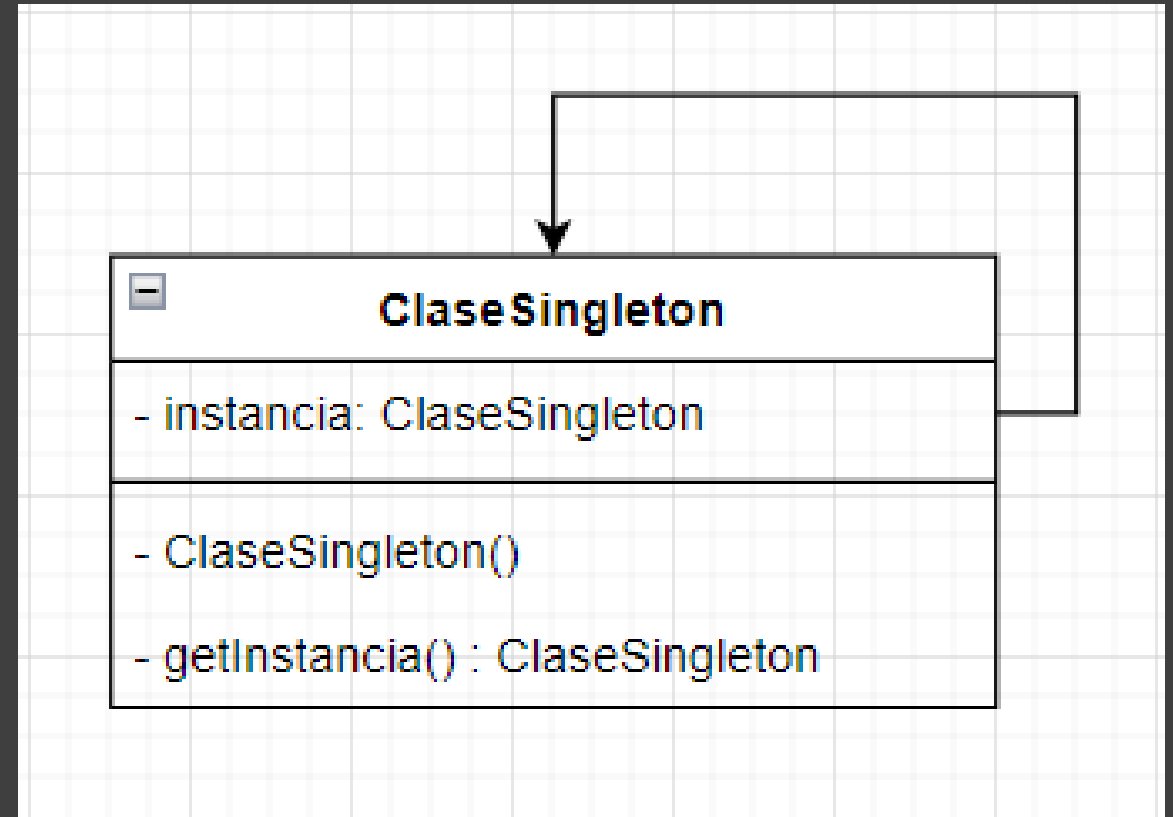 ClaseSingleton
- instancia: ClaseSingleton
- ClaseSingleton()
- getInstancia() : ClaseSingleton